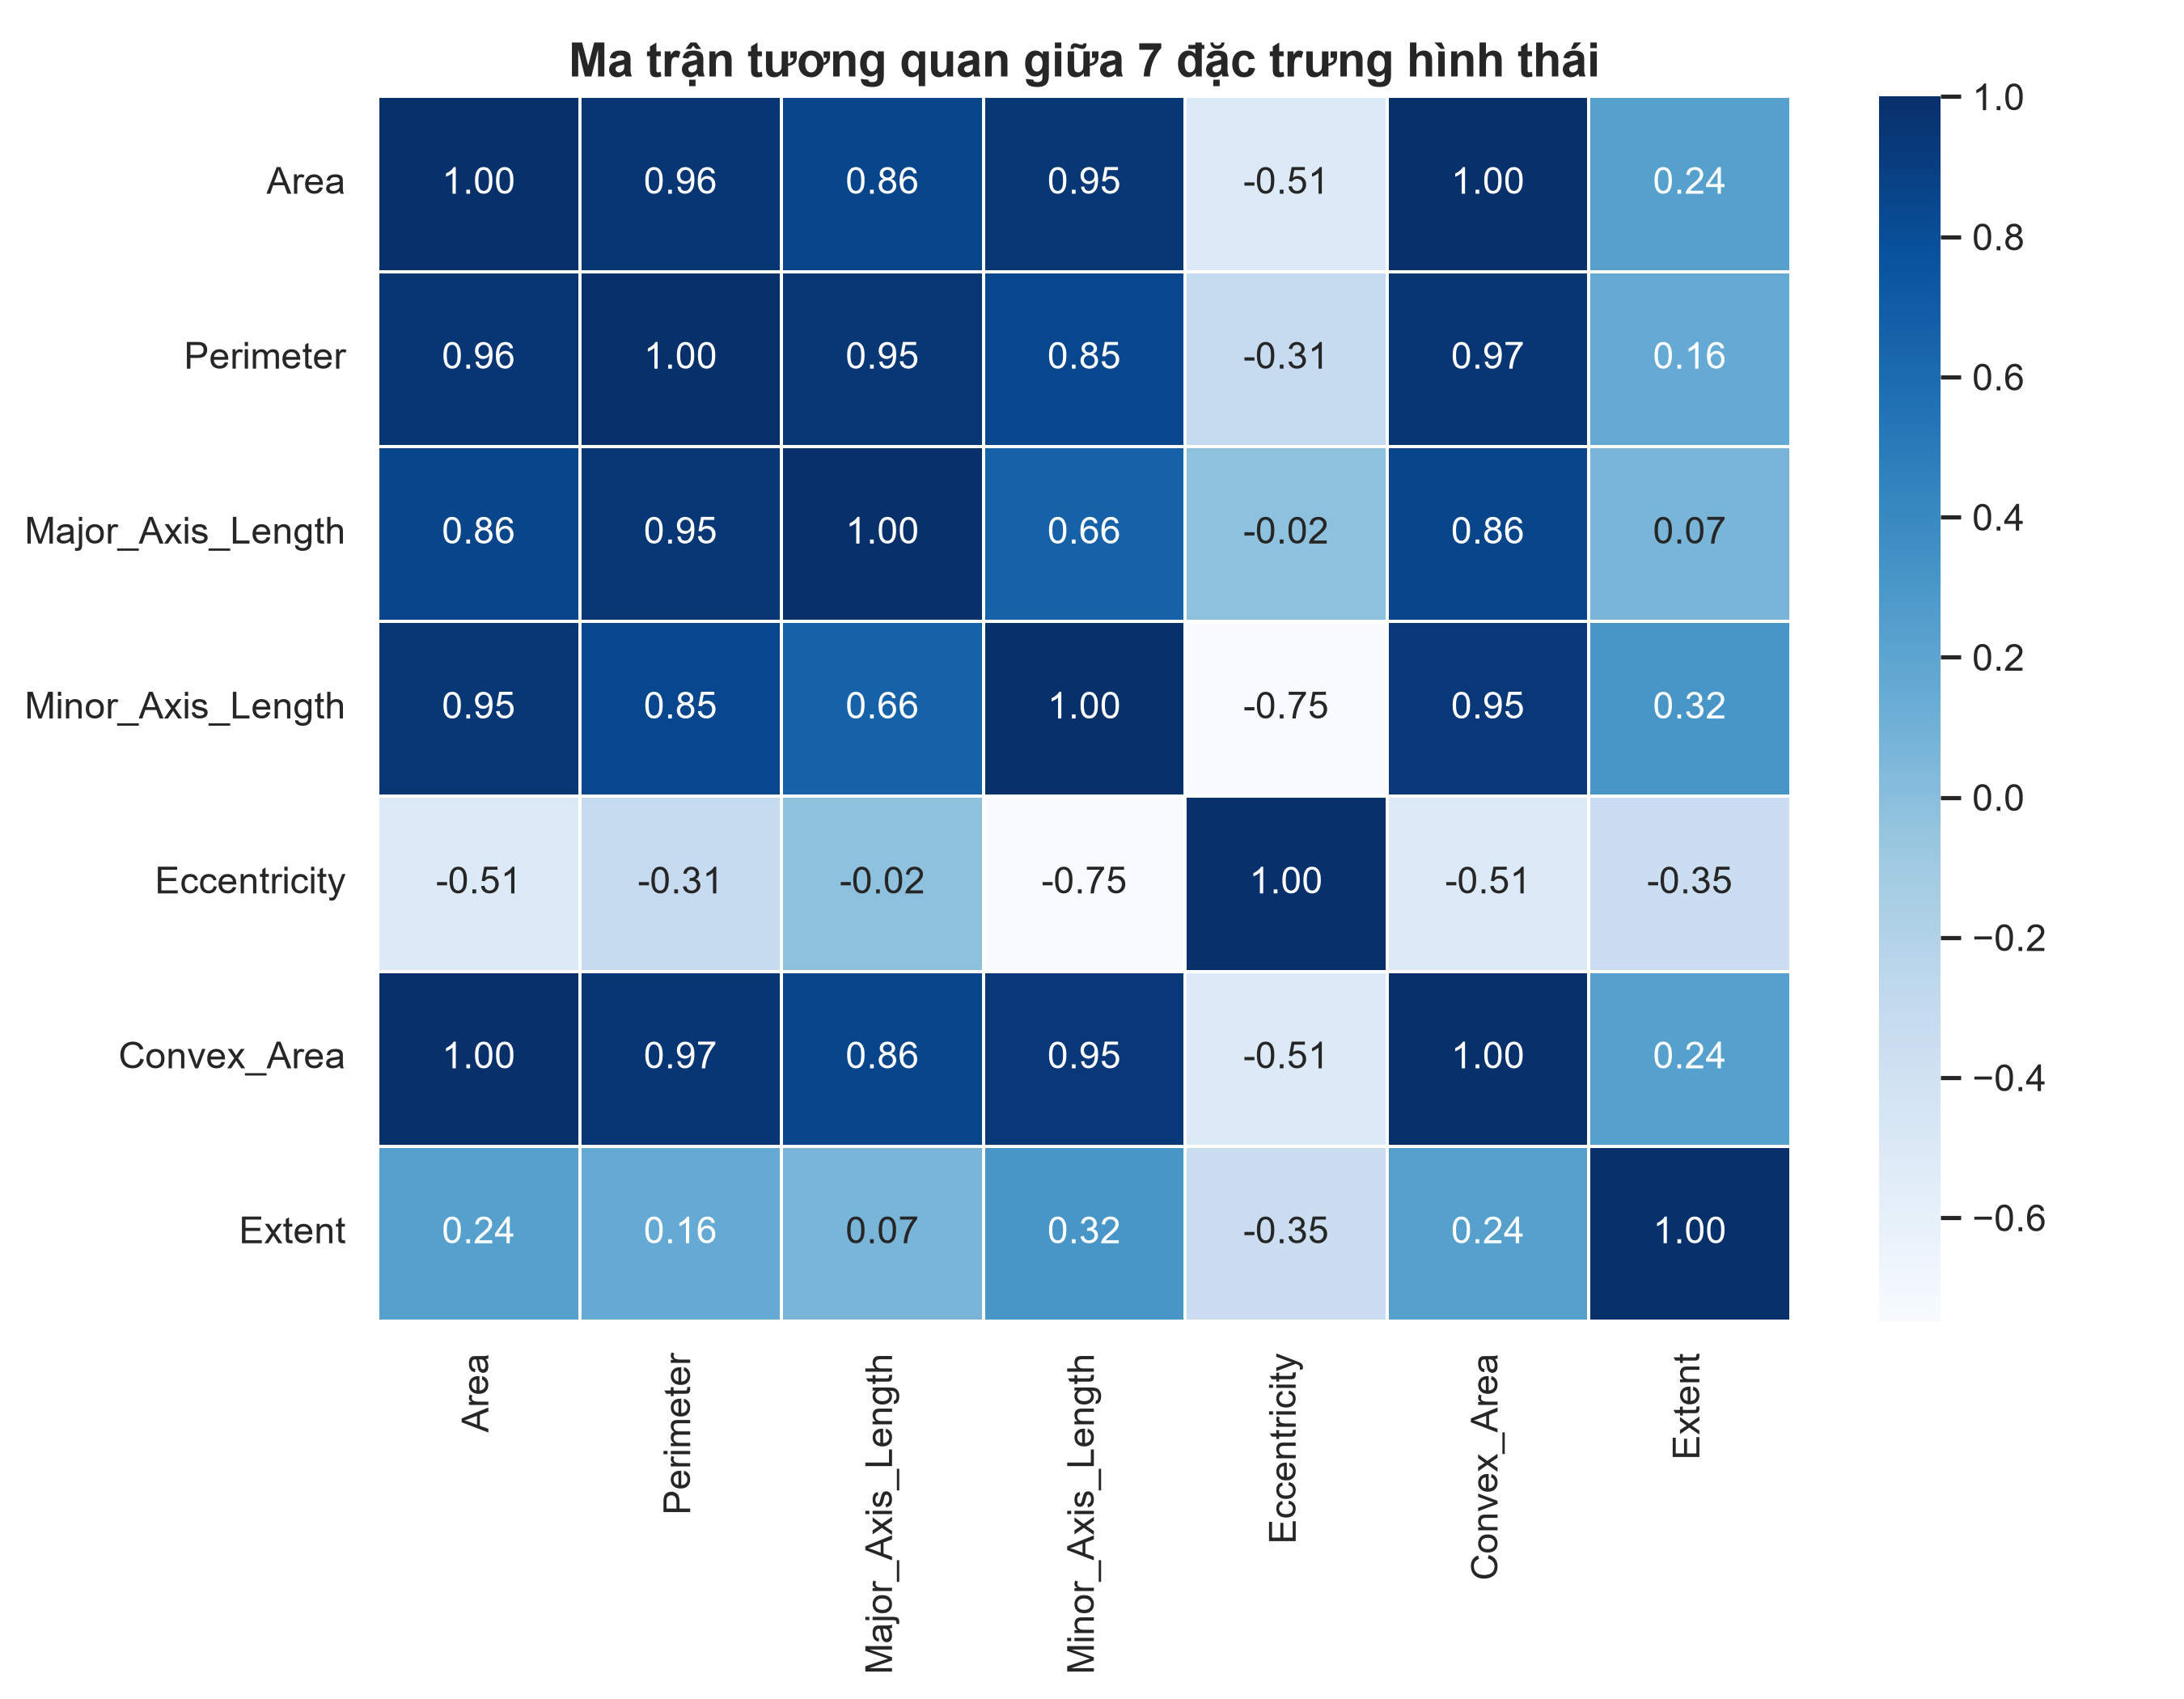 Ma trận tương quan giữa 7 đặc trưng hình thái
Area 1.00 0.96 0.86 0.95 -0.51 1.00 0.24
Perimeter 0.96 1.00 0.95 0.85 -0.31 0.97 0.16
Major_Axis_Length 0.86 0.95 1.00 0.66 -0.02 0.86 0.07
Minor_Axis_Length 0.95 0.85 0.66 1.00 -0.75 0.95 0.32
Eccentricity -0.51 -0.31 -0.02 -0.75 1.00 -0.51 -0.35
Convex_Area 1.00 0.97 0.86 0.95 -0.51 1.00 0.24
Extent 0.24 0.16 0.07 0.32 -0.35 0.24 1.00
Area
Perimeter
Major_Axis_Length
Minor_Axis_Length
Eccentricity
Convex_Area
Extent
1.0
0.8
0.6
0.4
0.2
0.0
−0.2
−0.4
−0.6